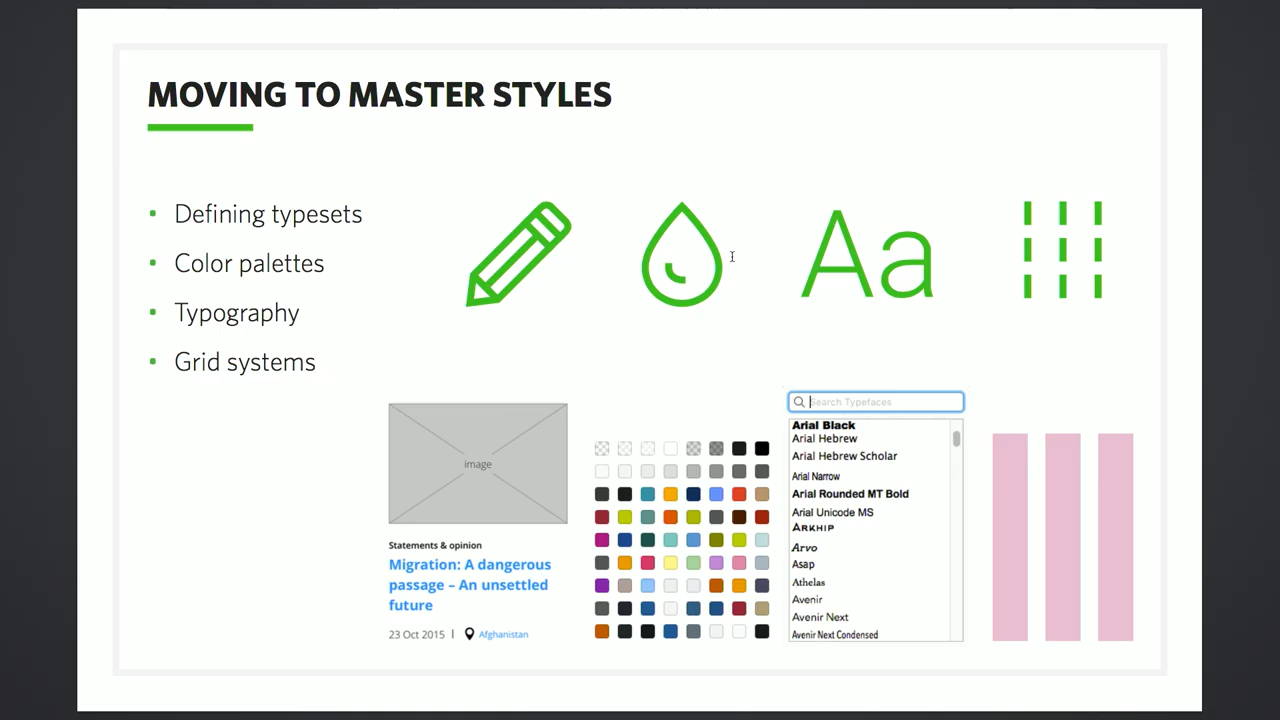 MOVING TO MASTER STYLES
Defining typesets
Color palettes
Typography
Grid systems
Aa
image
Statements & opinion
Migration: A dangerous
passage – An unsettled
future
23 Oct 2015 | Afghanistan
Search Typefaces
Arial Black
Arial Hebrew
Arial Hebrew Scholar
Arial Narrow
Arial Rounded MT Bold
Arial Unicode MS
ARKHIP
Arvo
Asap
Athelas
Avenir
Avenir Next
Avenir Next Condensed